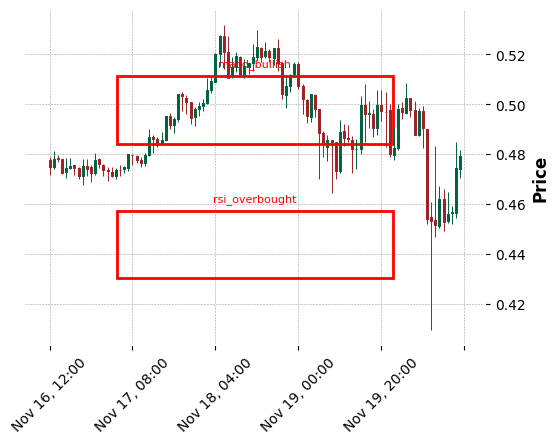 macd_bullish
rsi_overbought
0.52
0.50
0.48
0.46
0.44
0.42
Price
Nov 16, 12:00
Nov 17, 08:00
Nov 18, 04:00
Nov 19, 00:00
Nov 19, 20:00